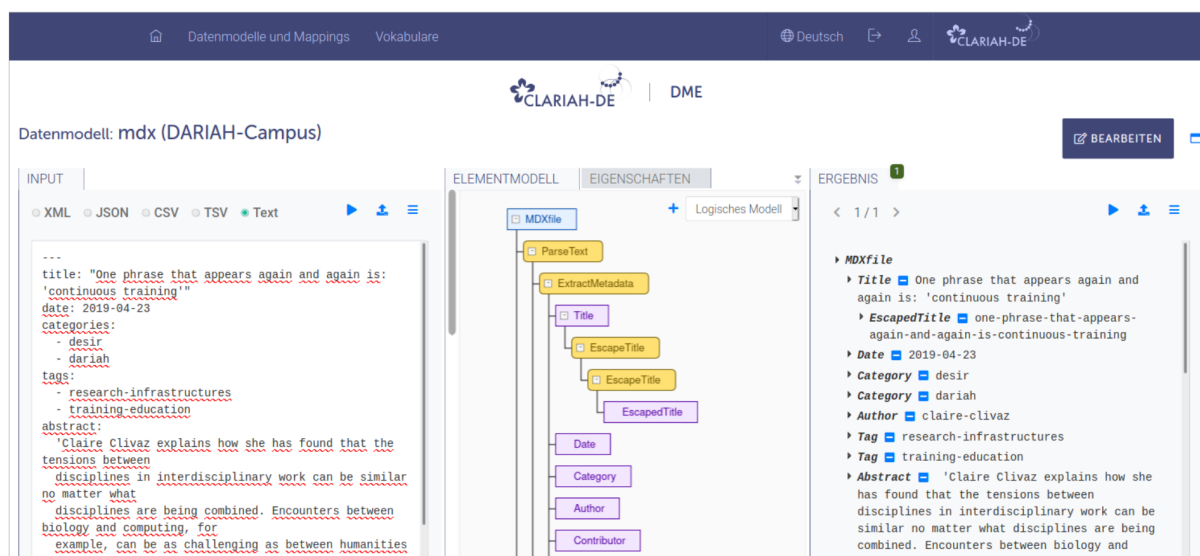 Datenmodelle und Mappings
Vokabulare
Deutsch
CLARIAH-DE
CLARIAH-DE
DME
Datenmodell: mdx (DARIAH-Campus)
BEARBEITEN
INPUT
XML JSON CSV TSV Text
---
title: "One phrase that appears again and again is:
'continuous training'"
date: 2019-04-23
categories:
- desir
- dariah
tags:
- research-infrastructures
- training-education
abstract:
'Claire Clivaz explains how she has found that the
tensions between
disciplines in interdisciplinary work can be similar
no matter what
disciplines are being combined. Encounters between
biology and computing, for
example, can be as challenging as between humanities
ELEMENTMODELL
EIGENSCHAFTEN
Logisches Modell
MDXfile
ParseText
ExtractMetadata
Title
EscapeTitle
EscapeTitle
EscapedTitle
Date
Category
Author
Contributor
ERGEBNIS
1
1 / 1
MDXfile
Title One phrase that appears again and
again is: 'continuous training'
EscapedTitle one-phrase-that-appears-
again-and-again-is-continuous-training
Date 2019-04-23
Category desir
Category dariah
Author claire-clivaz
Tag research-infrastructures
Tag training-education
Abstract 'Claire Clivaz explains how she
has found that the tensions between
disciplines in interdisciplinary work can be
similar no matter what disciplines are being
combined. Encounters between biology and